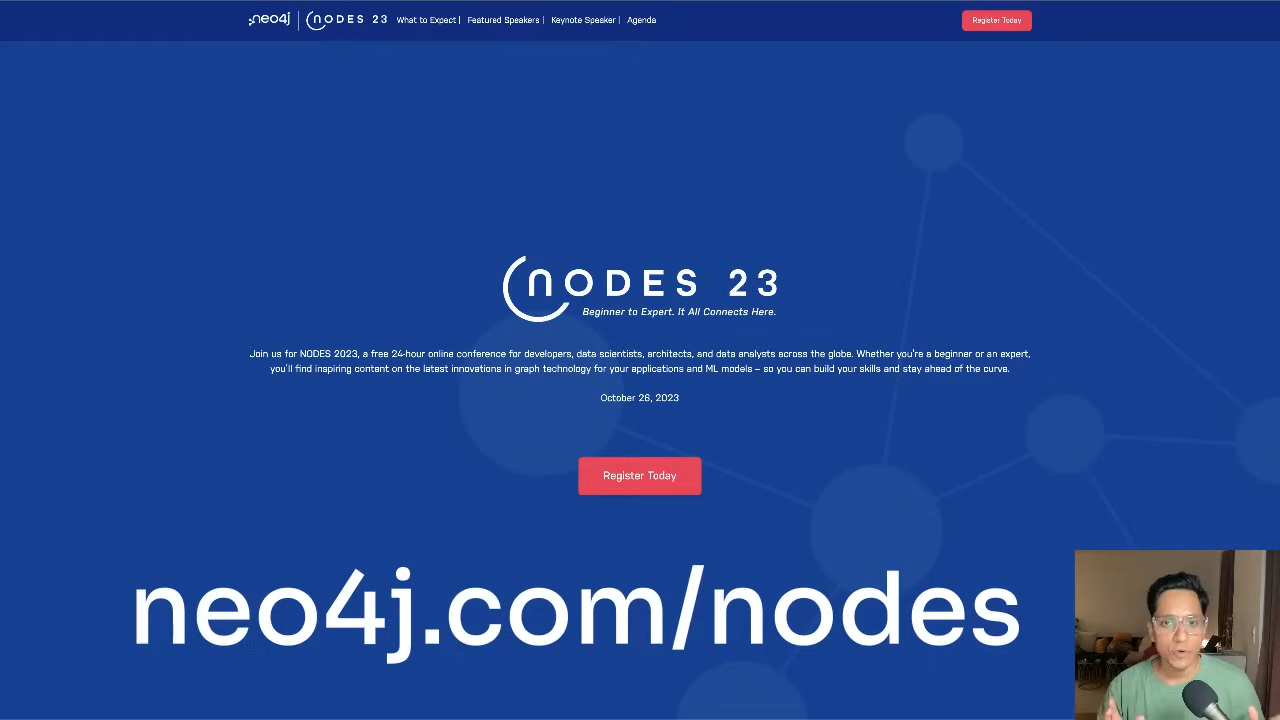 neo4j NODES 23 What to Expect | Featured Speakers | Keynote Speaker | Agenda Register Today
NODES 23
Beginner to Expert. It All Connects Here.
Join us for NODES 2023, a free 24-hour online conference for developers, data scientists, architects, and data analysts across the globe. Whether you're a beginner or an expert,
you'll find inspiring content on the latest innovations in graph technology for your applications and ML models – so you can build your skills and stay ahead of the curve.
October 26, 2023
Register Today
neo4j.com/nodes